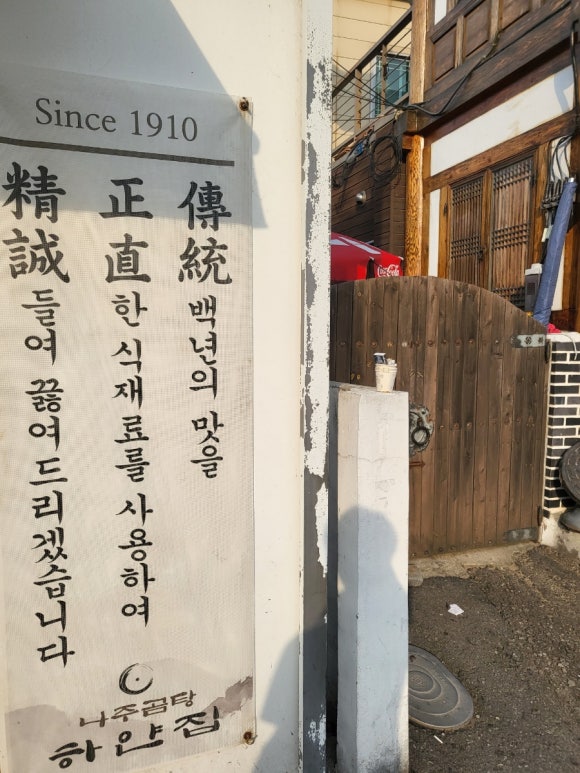 Since 1910
傳統 백년의 맛을
正直한 식재료를 사용하여
精誠들여 끓여드리겠습니다
나주곰탕
하얀집
Coca-Cola